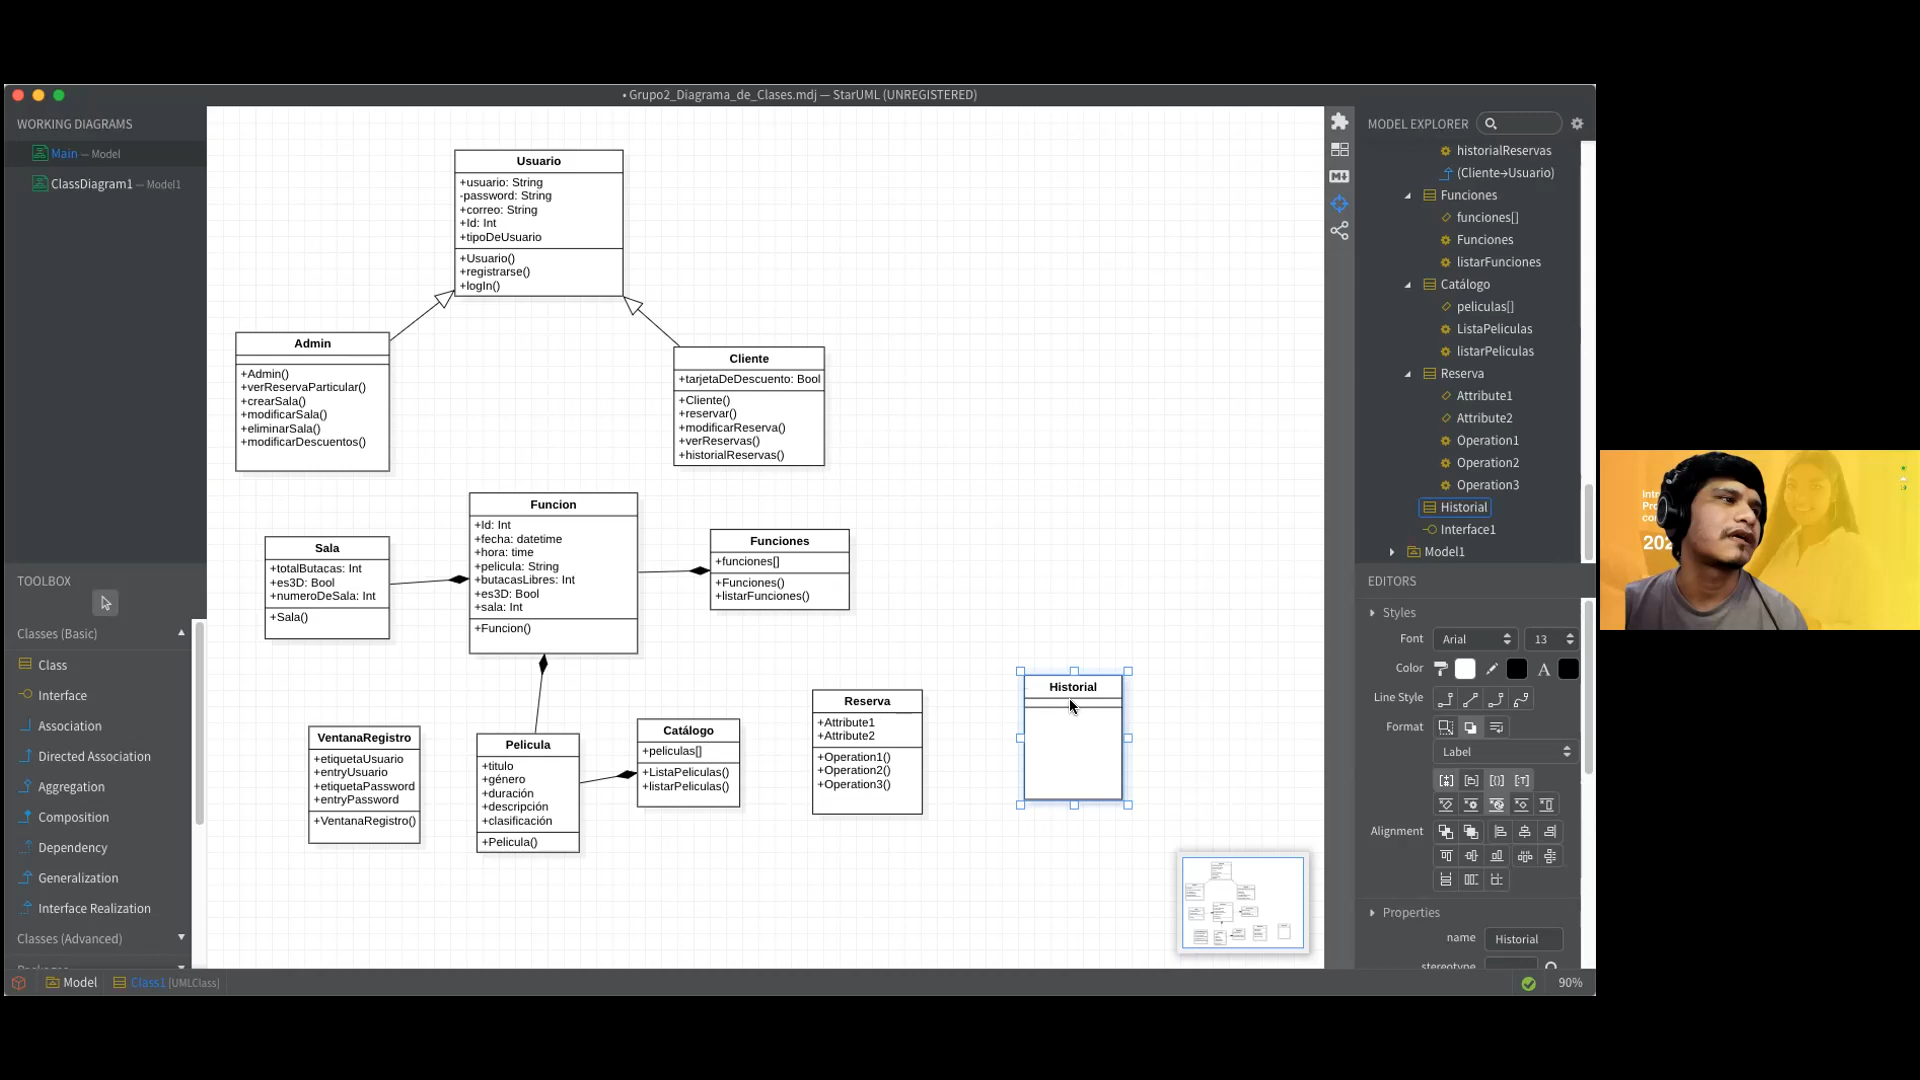 • Grupo2_Diagrama_de_Clases.mdj — StarUML (UNREGISTERED)
WORKING DIAGRAMS
Main — Model
ClassDiagram1 — Model1
TOOLBOX
Classes (Basic)
Class
Interface
Association
Directed Association
Aggregation
Composition
Dependency
Generalization
Interface Realization
Classes (Advanced)
Usuario
+usuario: String
-password: String
+correo: String
+Id: Int
+tipoDeUsuario
+Usuario()
+registrarse()
+logIn()
Admin
+Admin()
+verReservaParticular()
+crearSala()
+modificarSala()
+eliminarSala()
+modificarDescuentos()
Cliente
+tarjetaDeDescuento: Bool
+Cliente()
+reservar()
+modificarReserva()
+verReservas()
+historialReservas()
Funcion
+Id: Int
+fecha: datetime
+hora: time
+pelicula: String
+butacasLibres: Int
+es3D: Bool
+sala: Int
+Funcion()
Sala
+totalButacas: Int
+es3D: Bool
+numeroDeSala: Int
+Sala()
Funciones
+funciones[]
+Funciones()
+listarFunciones()
VentanaRegistro
+etiquetaUsuario
+entryUsuario
+etiquetaPassword
+entryPassword
+VentanaRegistro()
Pelicula
+titulo
+género
+duración
+descripción
+clasificación
+Pelicula()
Catálogo
+peliculas[]
+ListaPeliculas()
+listarPeliculas()
Reserva
+Attribute1
+Attribute2
+Operation1()
+Operation2()
+Operation3()
Historial
MODEL EXPLORER
historialReservas
(Cliente→Usuario)
Funciones
funciones[]
Funciones
listarFunciones
Catálogo
peliculas[]
ListaPeliculas
listarPeliculas
Reserva
Attribute1
Attribute2
Operation1
Operation2
Operation3
Historial
Interface1
Model1
EDITORS
Styles
Font Arial 13
Color A
Line Style
Format
Label
Alignment
Properties
name Historial
stereotype
Model Class1 [UMLClass]
90%